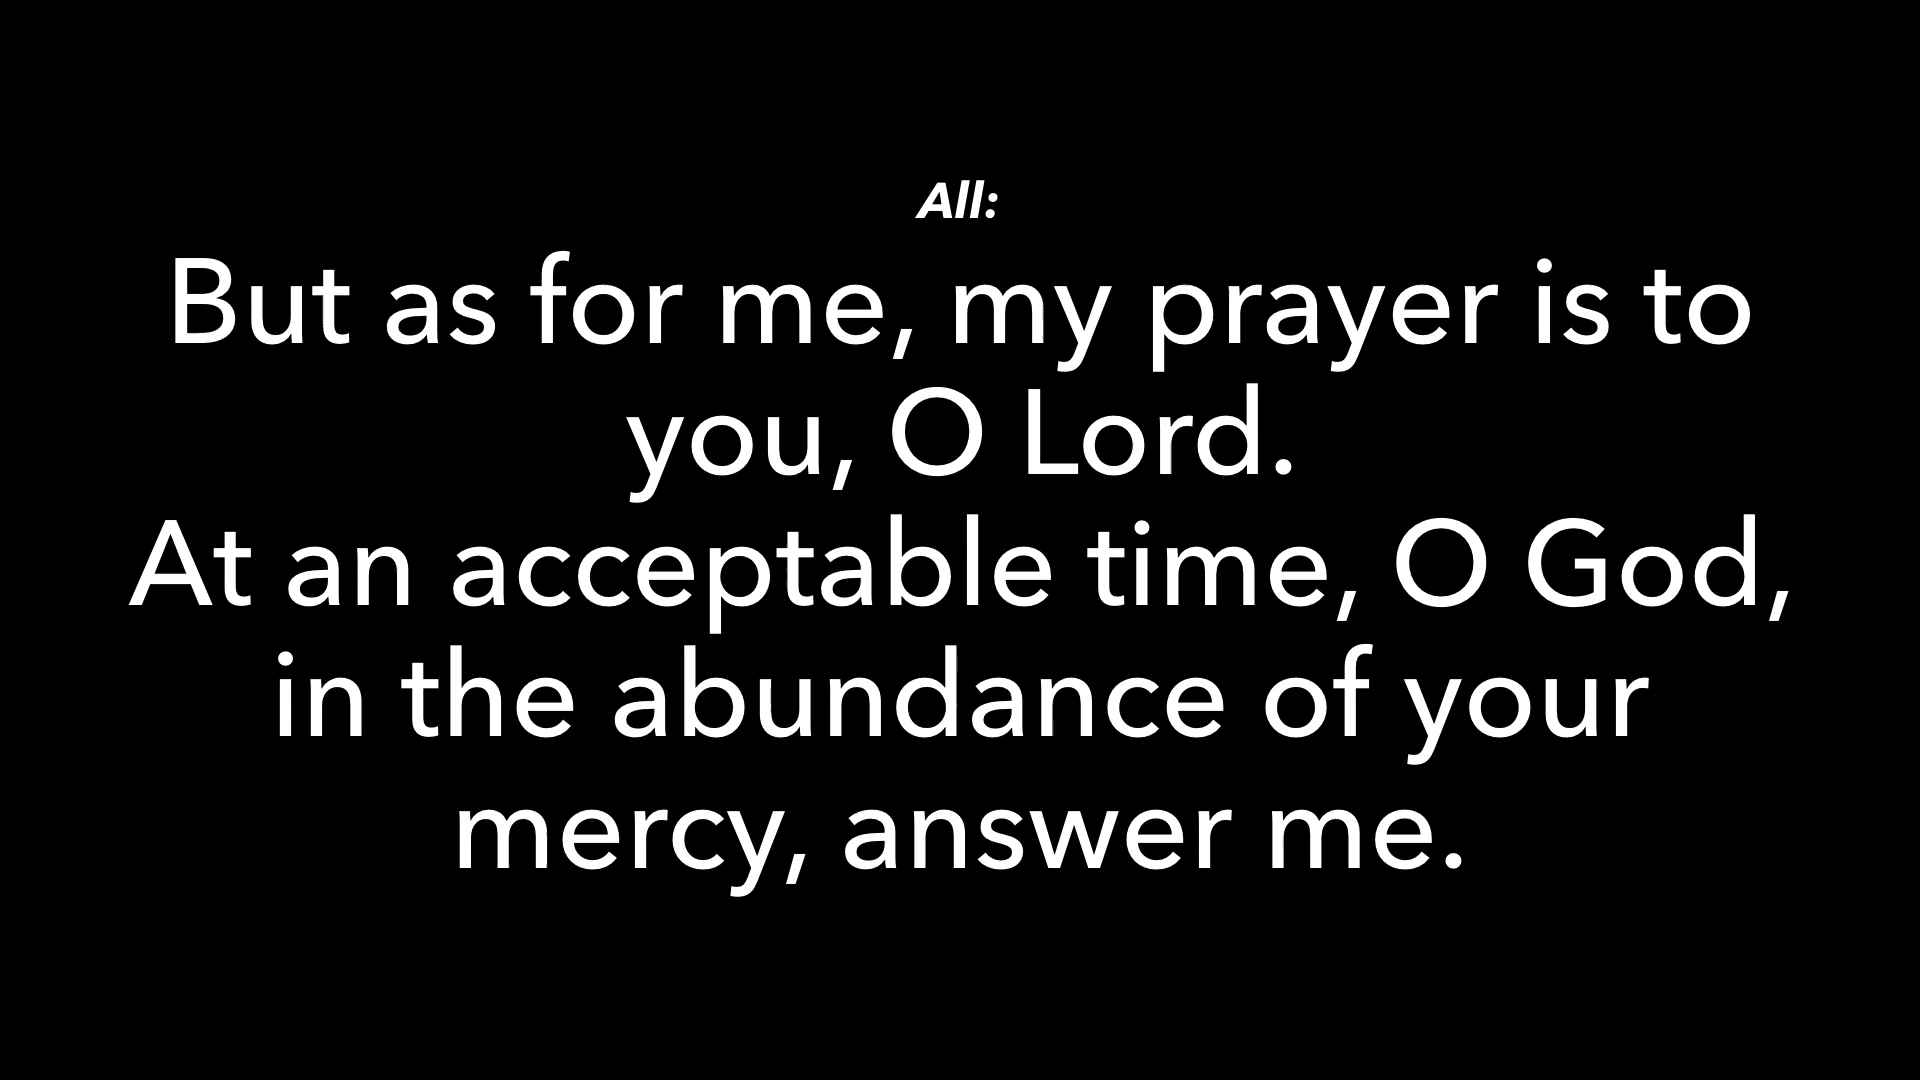 All:
But as for me, my prayer is to
you, O Lord.
At an acceptable time, O God,
in the abundance of your
mercy, answer me.